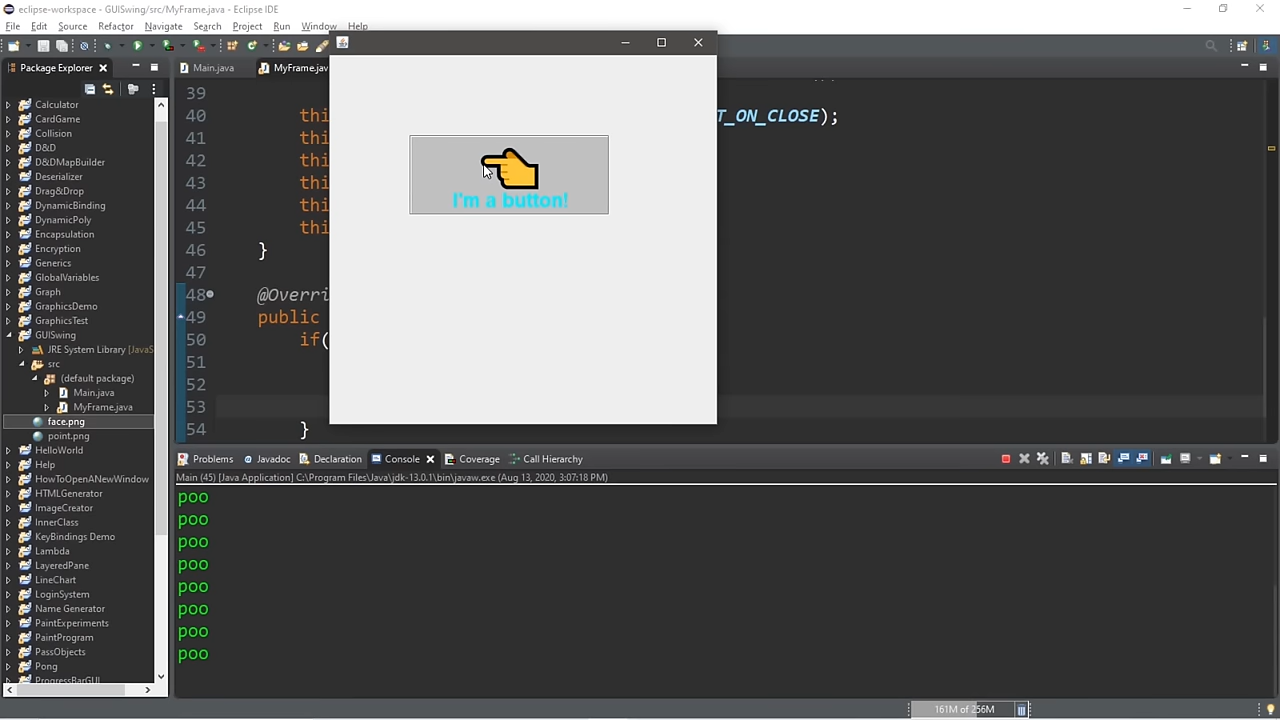 eclipse-workspace - GUISwing/src/MyFrame.java - Eclipse IDE
File Edit Source Refactor Navigate Search Project Run Window Help
Package Explorer
Main.java
MyFrame.jav
Calculator
CardGame
Collision
D&D
D&DMapBuilder
Deserializer
Drag&Drop
DynamicBinding
DynamicPoly
Encapsulation
Encryption
Generics
GlobalVariables
Graph
GraphicsDemo
GraphicsTest
GUISwing
JRE System Library [JavaS
src
(default package)
Main.java
MyFrame.java
face.png
point.png
HelloWorld
Help
HowToOpenANewWindow
HTMLGenerator
ImageCreator
InnerClass
KeyBindings Demo
Lambda
LayeredPane
LineChart
LoginSystem
Name Generator
PaintExperiments
PaintProgram
PassObjects
Pong
ProgressBarGUI
39
40 thi T_ON_CLOSE);
41 thi
42 thi
43 thi
44 thi
45 thi
46 }
47
48 @Overri
49 public
50 if(
51
52
53
54 }
I'm a button!
Problems Javadoc Declaration Console Coverage Call Hierarchy
Main (45) [Java Application] C:\Program Files\Java\jdk-13.0.1\bin\javaw.exe (Aug 13, 2020, 3:07:18 PM)
poo
poo
poo
poo
poo
poo
poo
poo
161M of 256M